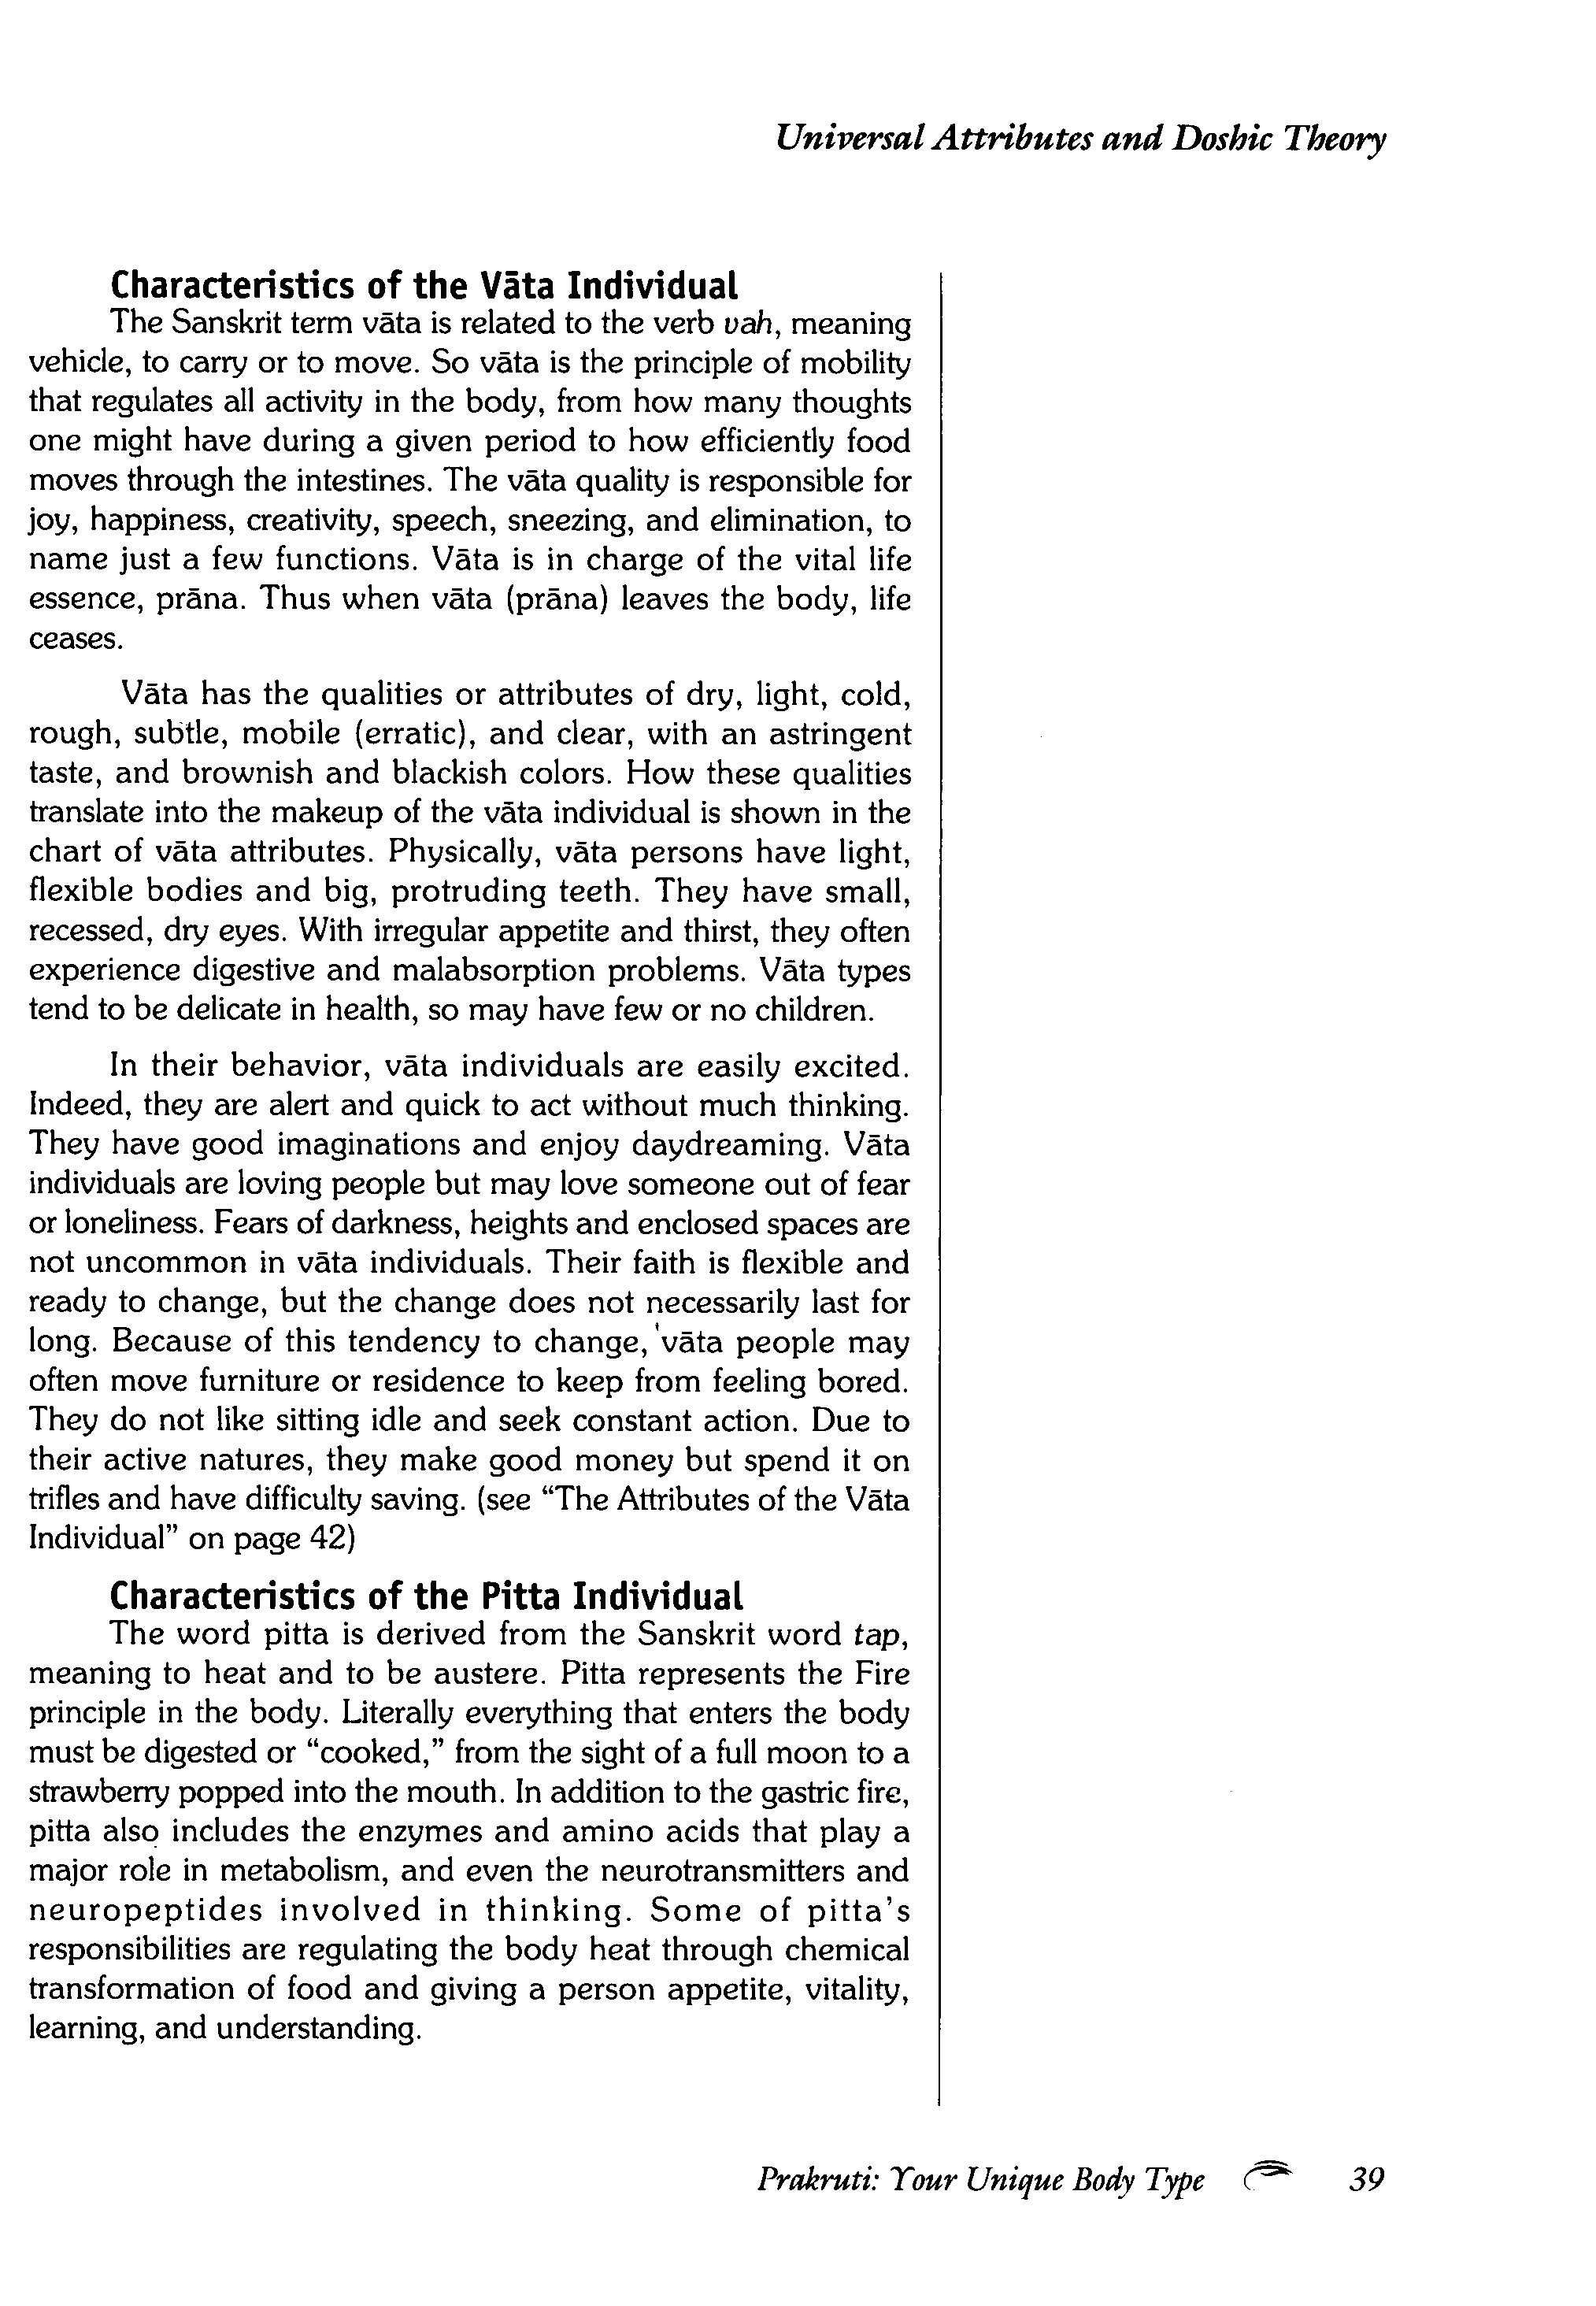 Universal Attributes and Doshic Theory
Characteristics of the Vāta Individual
The Sanskrit term vāta is related to the verb vah, meaning
vehicle, to carry or to move. So vāta is the principle of mobility
that regulates all activity in the body, from how many thoughts
one might have during a given period to how efficiently food
moves through the intestines. The vāta quality is responsible for
joy, happiness, creativity, speech, sneezing, and elimination, to
name just a few functions. Vāta is in charge of the vital life
essence, prāna. Thus when vāta (prāna) leaves the body, life
ceases.
Vāta has the qualities or attributes of dry, light, cold,
rough, subtle, mobile (erratic), and clear, with an astringent
taste, and brownish and blackish colors. How these qualities
translate into the makeup of the vāta individual is shown in the
chart of vāta attributes. Physically, vāta persons have light,
flexible bodies and big, protruding teeth. They have small,
recessed, dry eyes. With irregular appetite and thirst, they often
experience digestive and malabsorption problems. Vāta types
tend to be delicate in health, so may have few or no children.
In their behavior, vāta individuals are easily excited.
Indeed, they are alert and quick to act without much thinking.
They have good imaginations and enjoy daydreaming. Vāta
individuals are loving people but may love someone out of fear
or loneliness. Fears of darkness, heights and enclosed spaces are
not uncommon in vāta individuals. Their faith is flexible and
ready to change, but the change does not necessarily last for
long. Because of this tendency to change, vāta people may
often move furniture or residence to keep from feeling bored.
They do not like sitting idle and seek constant action. Due to
their active natures, they make good money but spend it on
trifles and have difficulty saving. (see “The Attributes of the Vāta
Individual” on page 42)
Characteristics of the Pitta Individual
The word pitta is derived from the Sanskrit word tap,
meaning to heat and to be austere. Pitta represents the Fire
principle in the body. Literally everything that enters the body
must be digested or “cooked,” from the sight of a full moon to a
strawberry popped into the mouth. In addition to the gastric fire,
pitta also includes the enzymes and amino acids that play a
major role in metabolism, and even the neurotransmitters and
neuropeptides involved in thinking. Some of pitta's
responsibilities are regulating the body heat through chemical
transformation of food and giving a person appetite, vitality,
learning, and understanding.
Prakruti: Your Unique Body Type 39